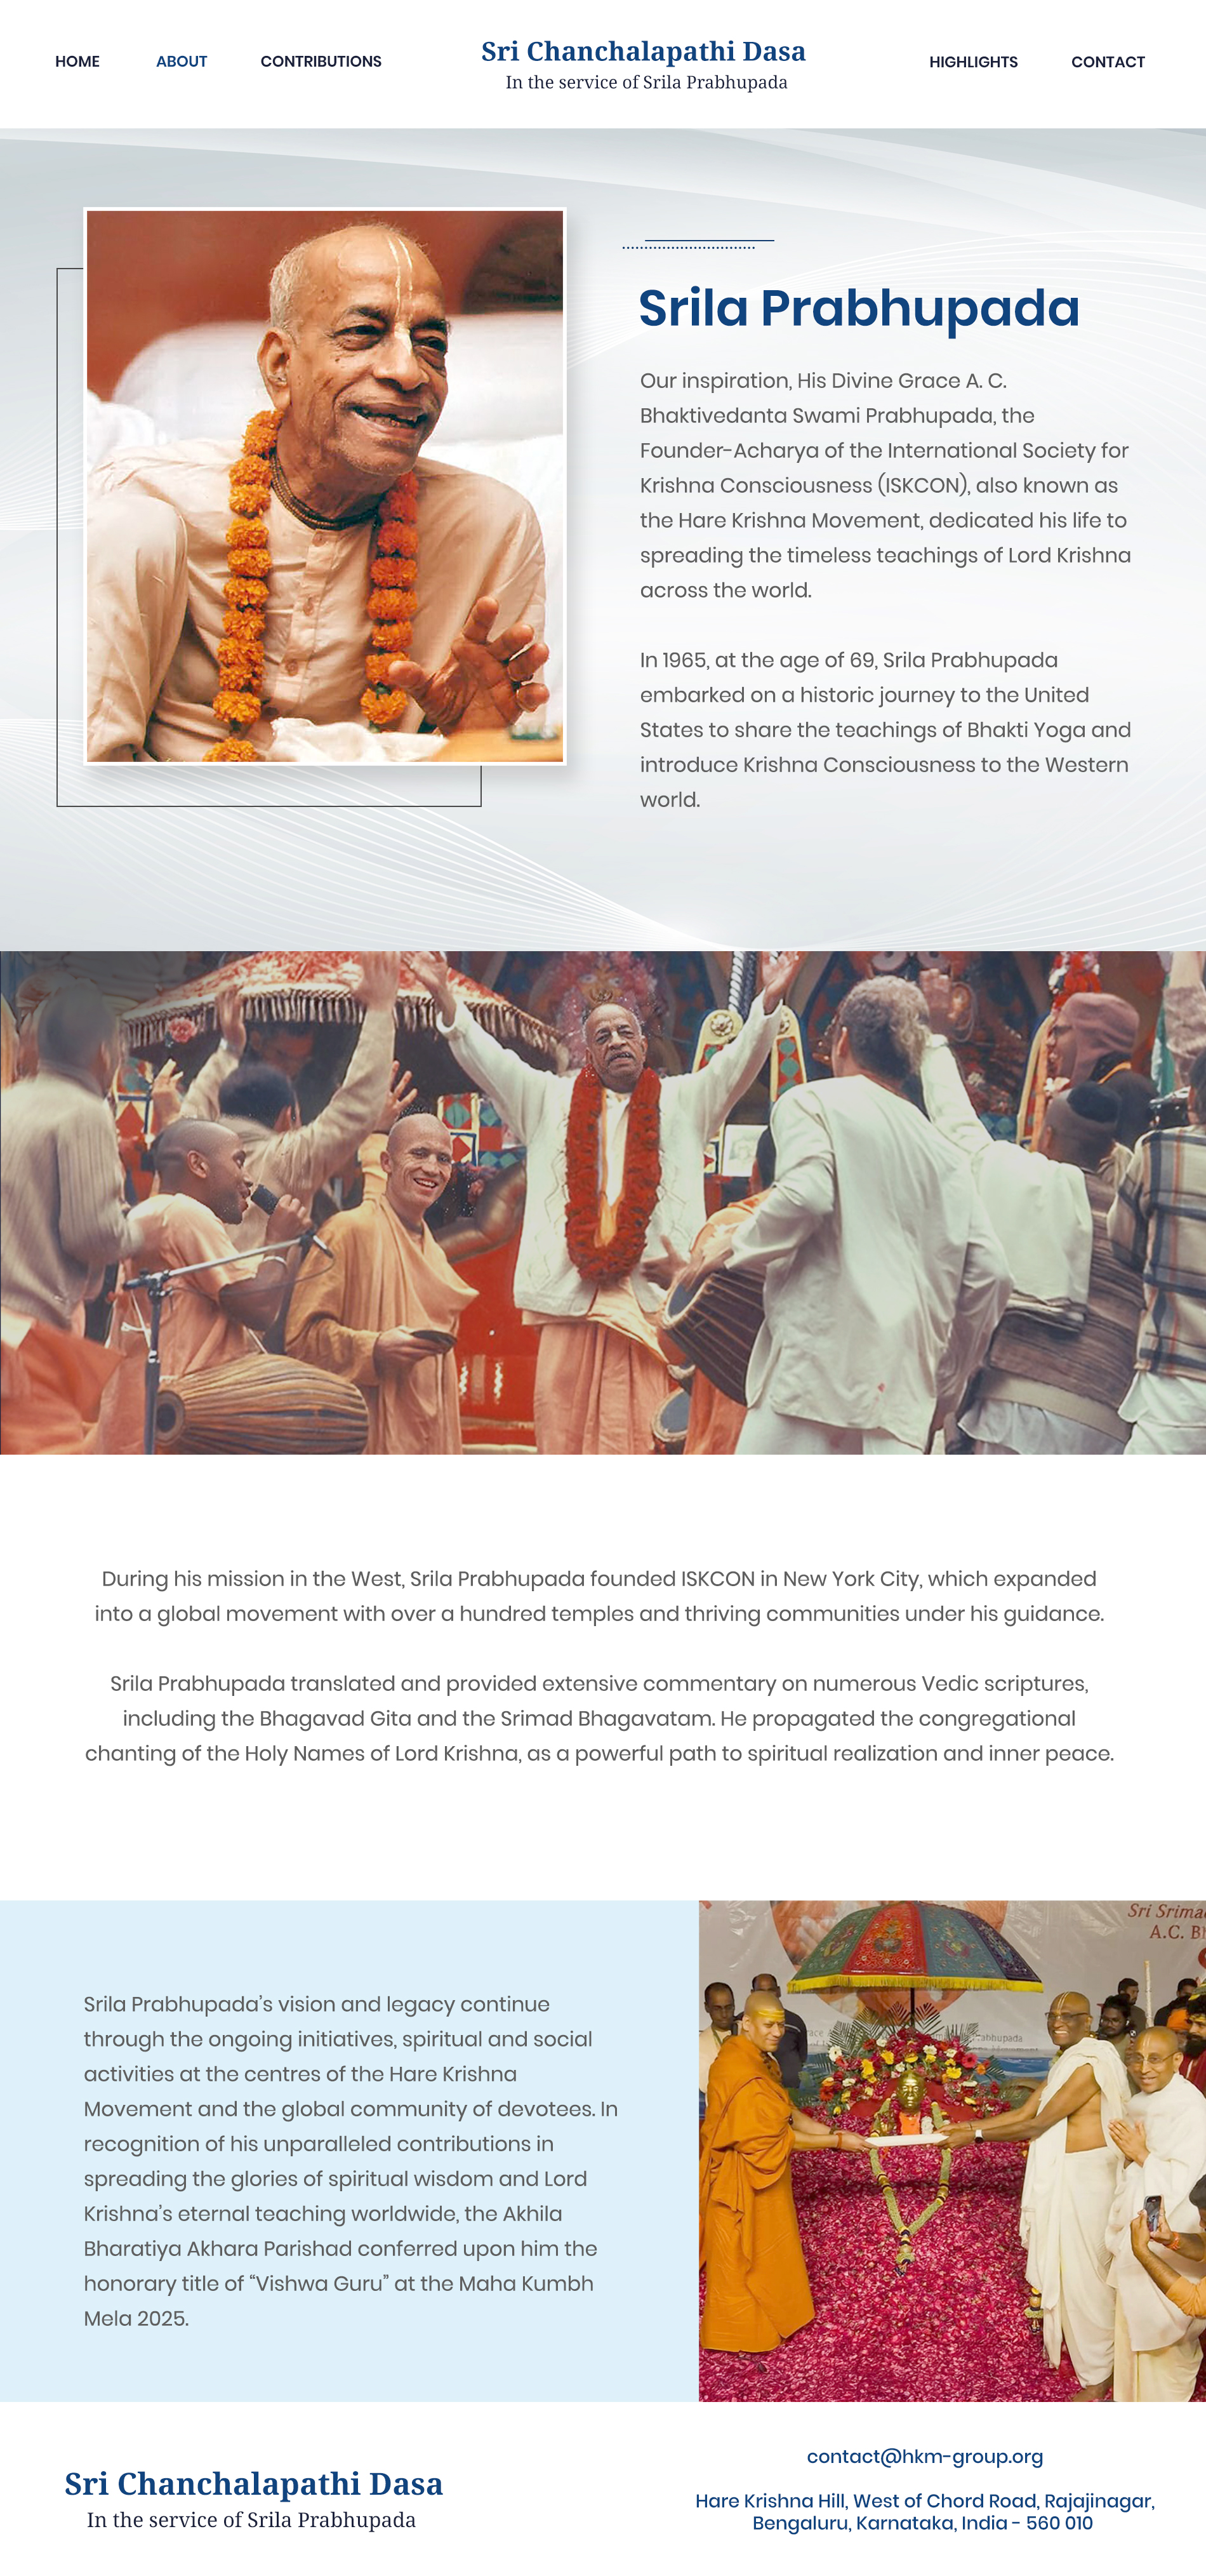 HOME ABOUT CONTRIBUTIONS
Sri Chanchalapathi Dasa
In the service of Srila Prabhupada
HIGHLIGHTS CONTACT
Srila Prabhupada
Our inspiration, His Divine Grace A. C.
Bhaktivedanta Swami Prabhupada, the
Founder-Acharya of the International Society for
Krishna Consciousness (ISKCON), also known as
the Hare Krishna Movement, dedicated his life to
spreading the timeless teachings of Lord Krishna
across the world.
In 1965, at the age of 69, Srila Prabhupada
embarked on a historic journey to the United
States to share the teachings of Bhakti Yoga and
introduce Krishna Consciousness to the Western
world.
During his mission in the West, Srila Prabhupada founded ISKCON in New York City, which expanded
into a global movement with over a hundred temples and thriving communities under his guidance.
Srila Prabhupada translated and provided extensive commentary on numerous Vedic scriptures,
including the Bhagavad Gita and the Srimad Bhagavatam. He propagated the congregational
chanting of the Holy Names of Lord Krishna, as a powerful path to spiritual realization and inner peace.
Srila Prabhupada’s vision and legacy continue
through the ongoing initiatives, spiritual and social
activities at the centres of the Hare Krishna
Movement and the global community of devotees. In
recognition of his unparalleled contributions in
spreading the glories of spiritual wisdom and Lord
Krishna’s eternal teaching worldwide, the Akhila
Bharatiya Akhara Parishad conferred upon him the
honorary title of “Vishwa Guru” at the Maha Kumbh
Mela 2025.
Sri Srima
A.C. Bh
Sri Chanchalapathi Dasa
In the service of Srila Prabhupada
contact@hkm-group.org
Hare Krishna Hill, West of Chord Road, Rajajinagar,
Bengaluru, Karnataka, India - 560 010